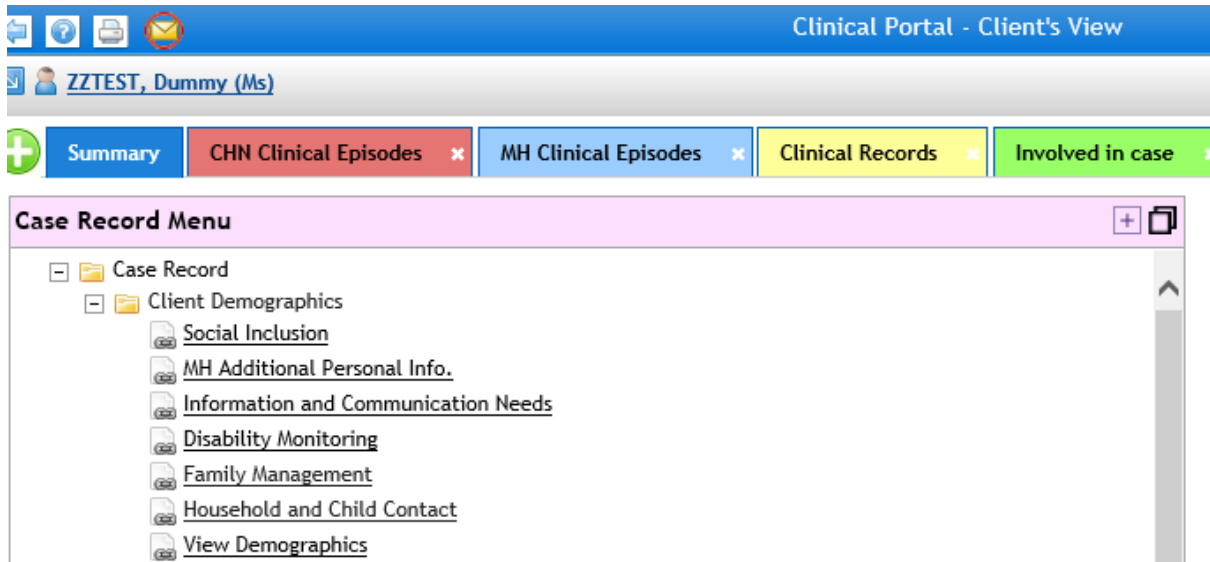 Clinical Portal - Client's View
ZZTEST, Dummy (Ms)
Summary CHN Clinical Episodes MH Clinical Episodes Clinical Records Involved in case
Case Record Menu
Case Record
Client Demographics
Social Inclusion
MH Additional Personal Info.
Information and Communication Needs
Disability Monitoring
Family Management
Household and Child Contact
View Demographics